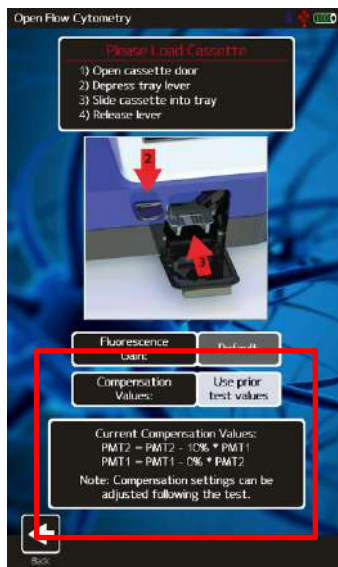 Open Flow Cytometry
Please Load Cassette
1) Open cassette door
2) Depress tray lever
3) Slide cassette into tray
4) Release lever
2
3
Fluorescence
Gain:
Default
Compensation
Values:
Use prior
test values
Current Compensation Values:
PMT2 = PMT2 - 10% * PMT1
PMT1 = PMT1 - 0% * PMT2
Note: Compensation settings can be
adjusted following the test.
Back